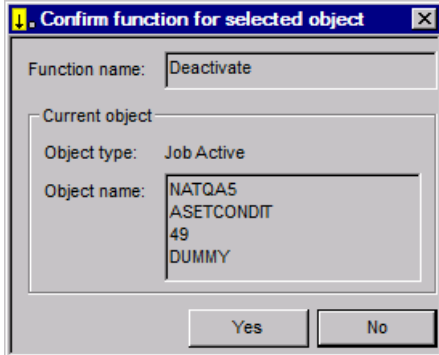 . Confirm function for selected object
Function name: Deactivate
Current object
Object type: Job Active
Object name: NATQA5
ASETCONDIT
49
DUMMY
Yes No